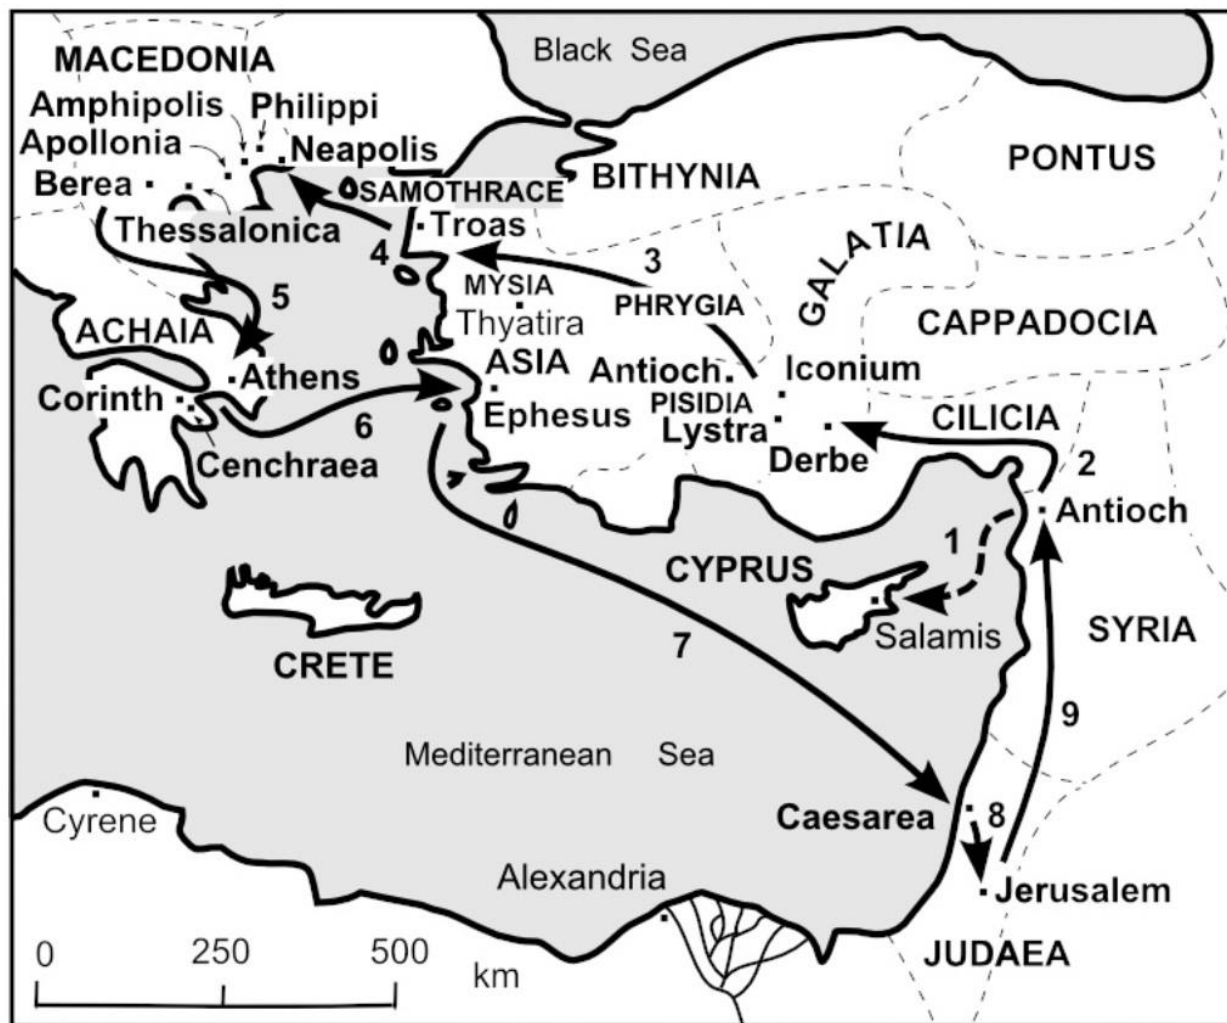 Black Sea
MACEDONIA
Amphipolis
Philippi
Apollonia
Neapolis
Berea
SAMOTHRACE
BITHYNIA
PONTUS
Thessalonica
Troas
4
3
GALATIA
5
MYSIA
PHRYGIA
Thyatira
ACHAIA
CAPPADOCIA
ASIA
Athens
Antioch
Iconium
Corinth
Ephesus
PISIDIA
Lystra
CILICIA
6
Cenchraea
Derbe
2
Antioch
1
CYPRUS
Salamis
SYRIA
CRETE
7
9
Mediterranean Sea
Caesarea
8
Cyrene
Alexandria
Jerusalem
JUDAEA
0 250 500
km